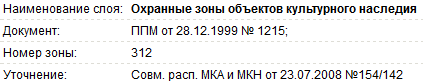 Наименование слоя: Охранные зоны объектов культурного наследия
Документ: ППМ от 28.12.1999 № 1215;
Номер зоны: 312
Уточнение: Совм. расп. МКА и МКН от 23.07.2008 №154/142